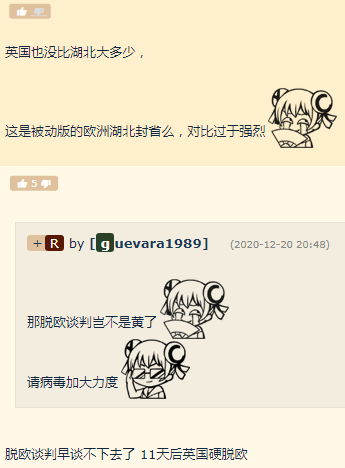 英国也没比湖北大多少，
这是被动版的欧洲湖北封省么，对比过于强烈
5
+ R by [guevara1989] (2020-12-20 20:48)
那脱欧谈判岂不是黄了
请病毒加大力度
脱欧谈判早谈不下去了 11天后英国硬脱欧